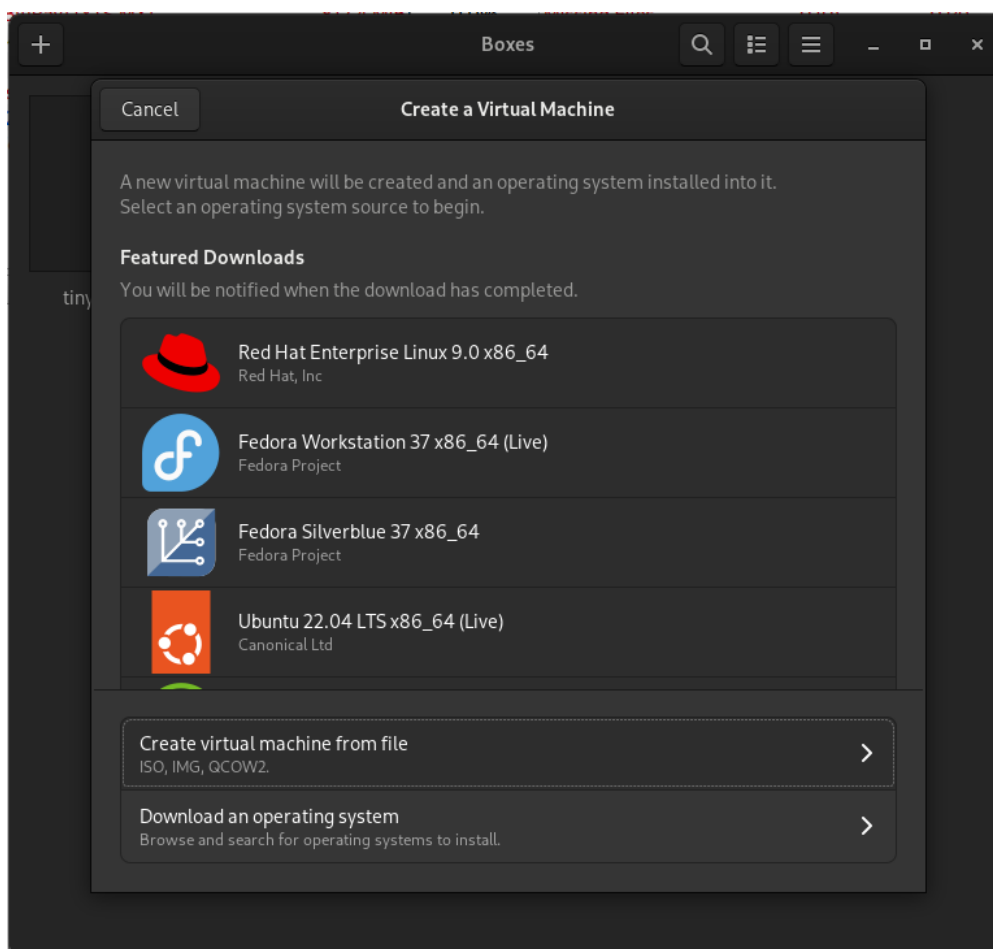 Boxes
Cancel
Create a Virtual Machine
A new virtual machine will be created and an operating system installed into it.
Select an operating system source to begin.
Featured Downloads
You will be notified when the download has completed.
tiny
Red Hat Enterprise Linux 9.0 x86_64
Red Hat, Inc
Fedora Workstation 37 x86_64 (Live)
Fedora Project
Fedora Silverblue 37 x86_64
Fedora Project
Ubuntu 22.04 LTS x86_64 (Live)
Canonical Ltd
Create virtual machine from file
ISO, IMG, QCOW2.
Download an operating system
Browse and search for operating systems to install.